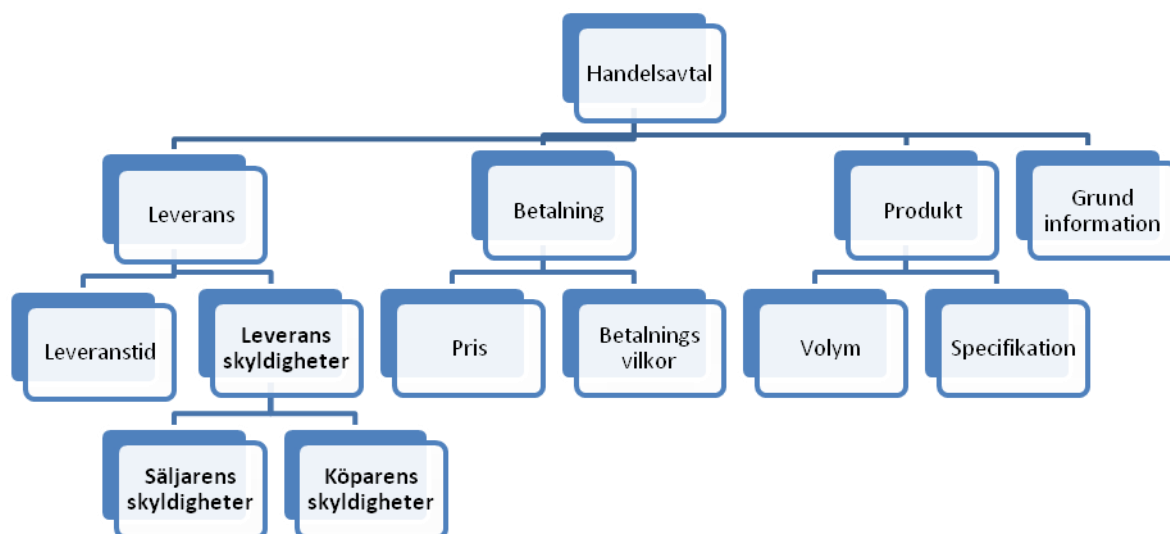 Handelsavtal
Leverans
Betalning
Produkt
Grund
information
Leveranstid
Leverans
skyldigheter
Pris
Betalnings
vilkor
Volym
Specifikation
Säljarens
skyldigheter
Köparens
skyldigheter